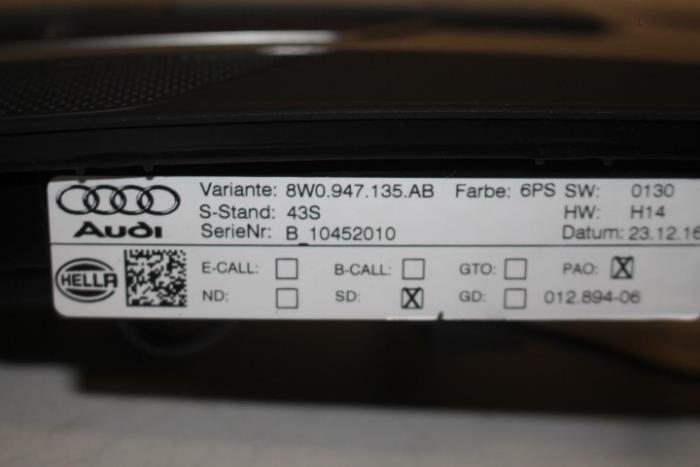 Audi
Variante: 8W0.947.135.AB Farbe: 6PS SW: 0130
S-Stand: 43S HW: H14
SerieNr: B_10452010 Datum: 23.12.16
HELLA
E-CALL: B-CALL: GTO: PAO: X
ND: SD: X GD: 012.894-06